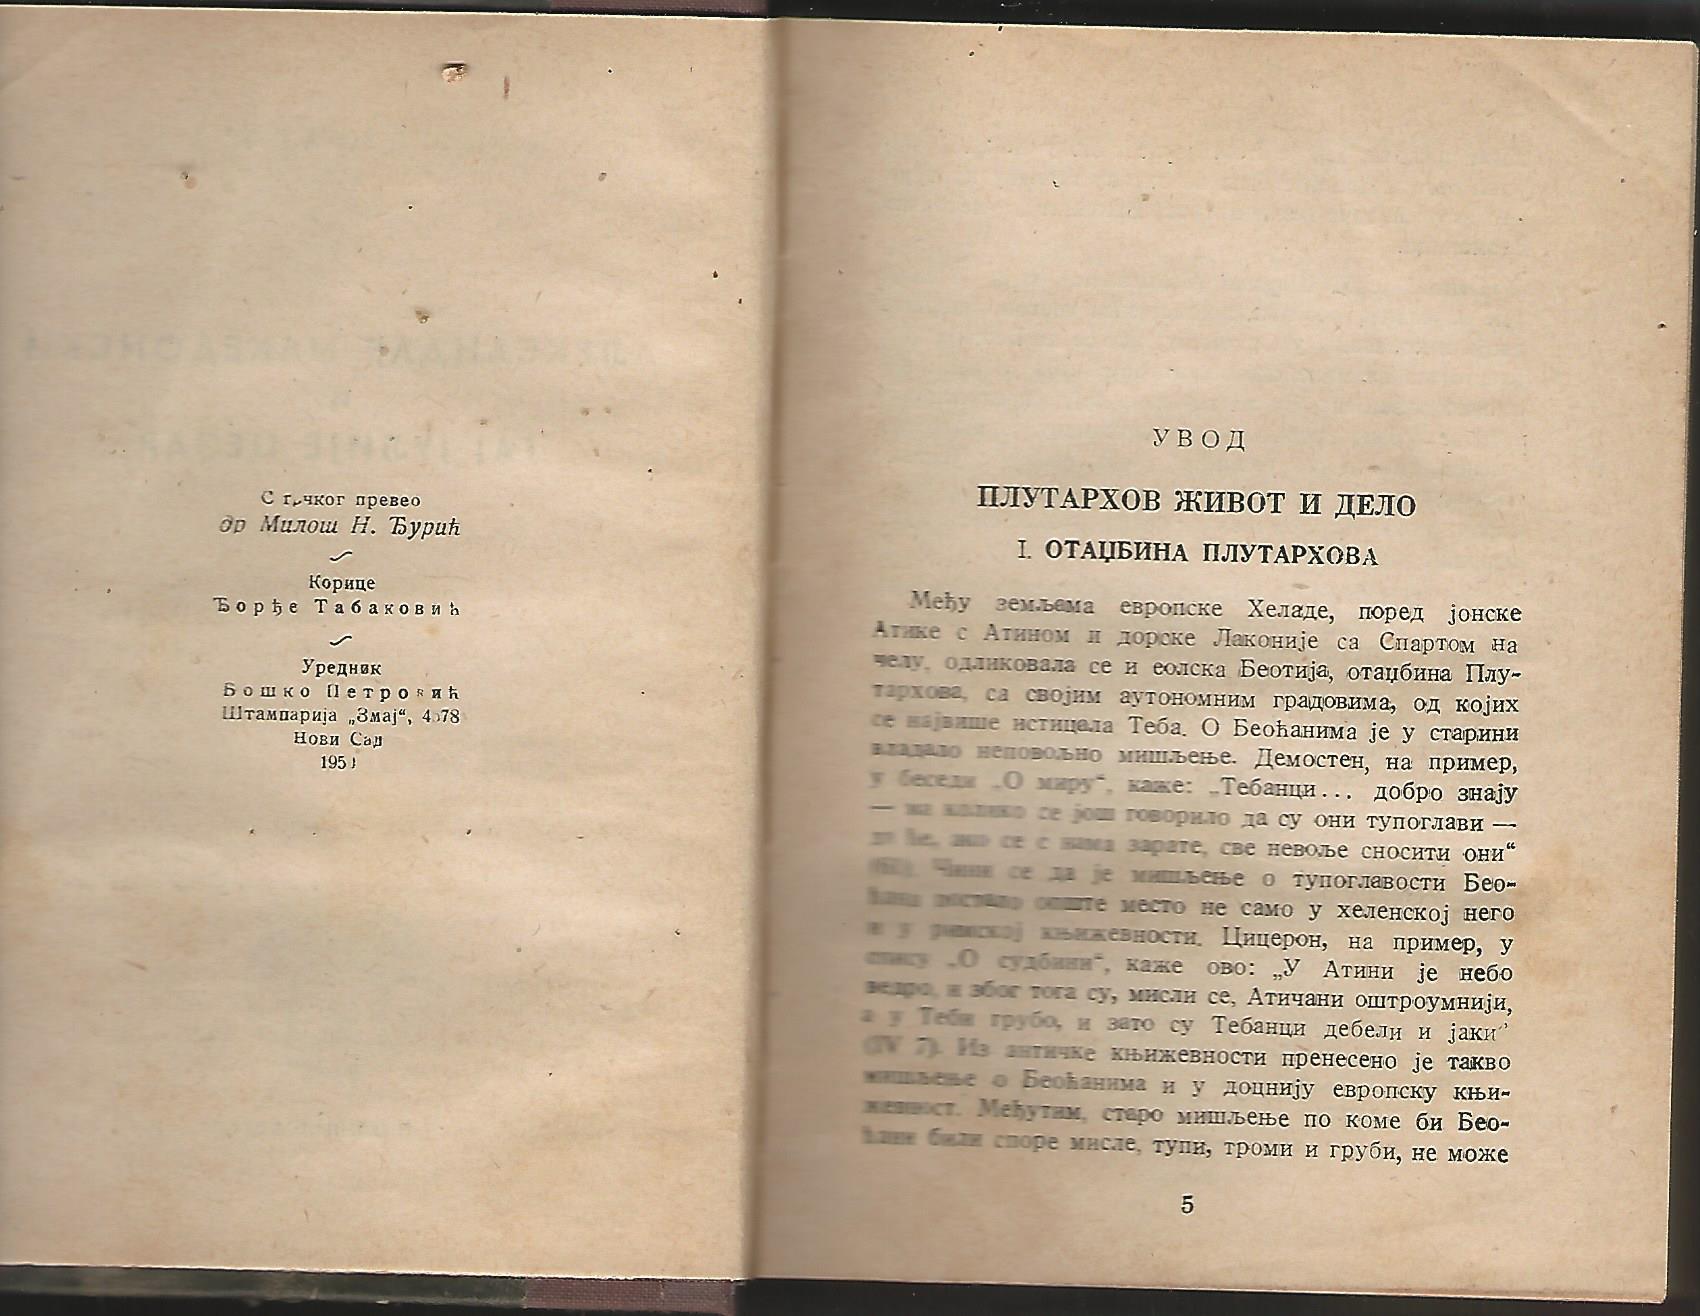 С грчког превео
др Милош Н. Ђурић
Корице
Ђорђе Табаковић
Уредник
Бошко Петровић
Штампарија „Змај“, 4578
Нови Сад
195
УВОД
ПЛУТАРХОВ ЖИВОТ И ДЕЛО
I. ОТАЏБИНА ПЛУТАРХОВА
Међу земљама европске Хеладе, поред јонске
Атике с Атином и дорске Лаконије са Спартом на
челу, одликовала се и еолска Беотија, отаџбина Плу-
тархова, са својим аутономним градовима, од којих
се највише истицала Теба. О Беоћанима је у старини
владало неповољно мишљење. Демостен, на пример,
у беседи „О миру“, каже: „Тебанци... добро знају
— ма колико се још говорило да су они тупоглави —
да ће, ако се с нама зарате, све невоље сносити они“
Чини се да је мишљење о тупоглавости Бео-
ћана постало опште место не само у хеленској него
и у римској књижевности. Цицерон, на пример, у
спису „О судбини“, каже ово: „У Атини је небо
ведро, и због тога су, мисли се, Атичани оштроумнији,
а у Теби грубо, и зато су Тебанци дебели и јаки“
(IV 7). Из античке књижевности пренесено је такво
мишљење о Беоћанима и у доцнију европску књи-
жевност. Међутим, старо мишљење по коме би Бео-
ћани били споре мисле, тупи, троми и груби, не може
5